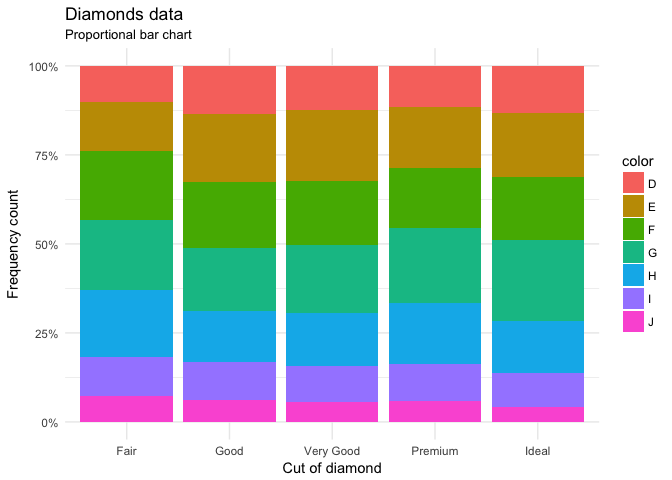 Diamonds data
Proportional bar chart
100%
75%
50%
25%
0%
Frequency count
Fair Good Very Good Premium Ideal
Cut of diamond
color
D
E
F
G
H
I
J